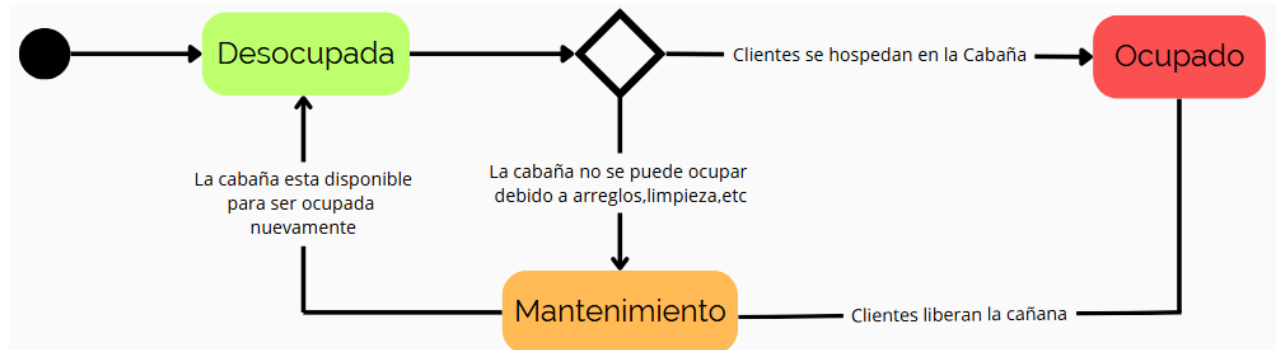 Desocupada
Clientes se hospedan en la Cabaña
Ocupado
La cabaña esta disponible
para ser ocupada
nuevamente
La cabaña no se puede ocupar
debido a arreglos,limpieza,etc
Mantenimiento
Clientes liberan la cañana